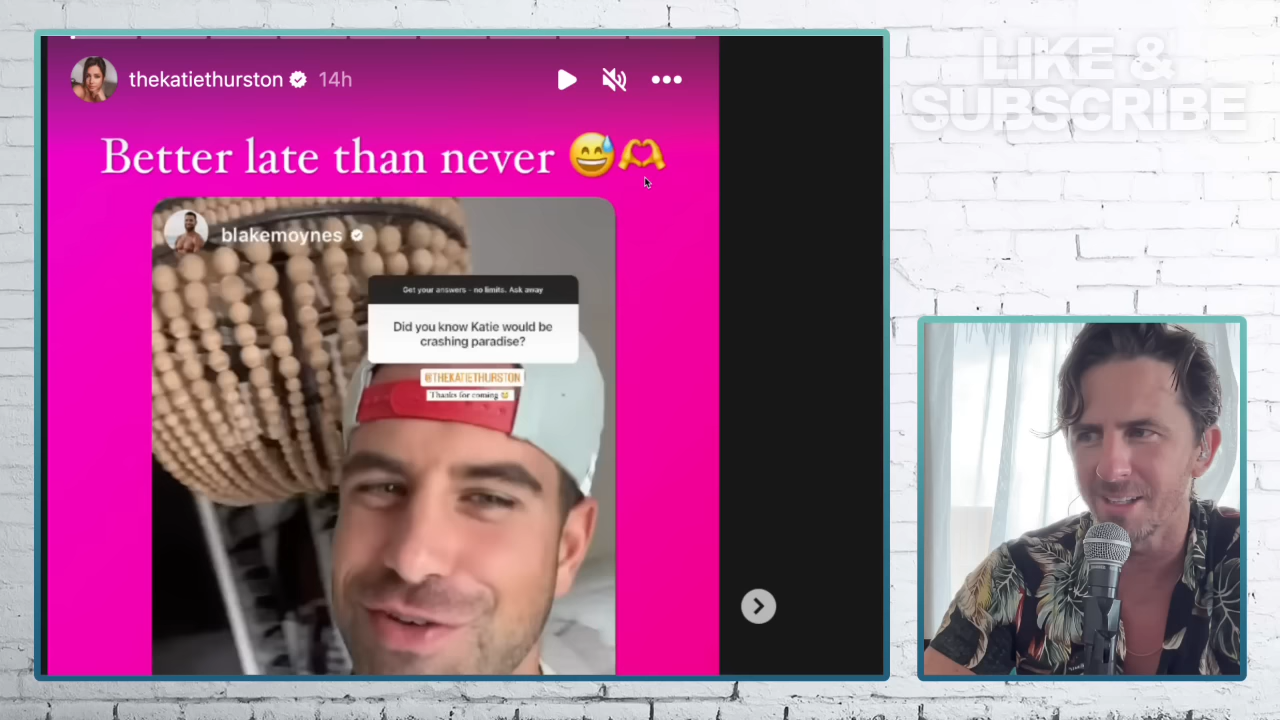 thekatiethurston 14h
Better late than never 😅🫶
blakemoynes
Get your answers - no limits. Ask away
Did you know Katie would be
crashing paradise?
@THEKATIETHURSTON
Thanks for coming 😅
LIKE &
SUBSCRIBE